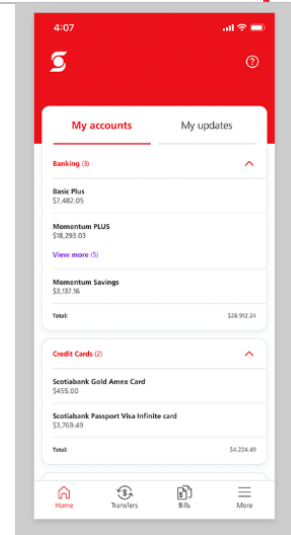 4:07
My accounts
My updates
Banking (3)
Basic Plus
$7,482.05
Momentum PLUS
$18,293.03
View more (5)
Momentum Savings
$3,137.16
Total: $28.912.24
Credit Cards (2)
Scotiabank Gold Amex Card
$455.00
Scotiabank Passport Visa Infinite card
$3,769.49
Total: $4.224.49
Home
Transfers
Bills
More